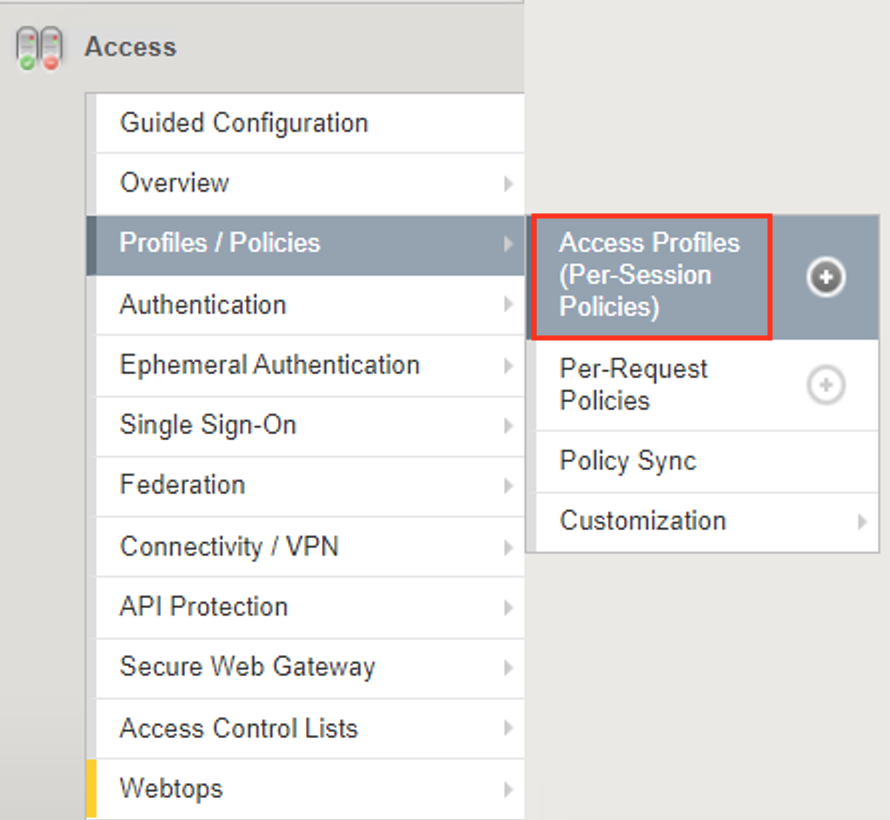 Access
Guided Configuration
Overview
Profiles / Policies
Access Profiles
(Per-Session
Policies)
Per-Request
Policies
Policy Sync
Customization
Authentication
Ephemeral Authentication
Single Sign-On
Federation
Connectivity / VPN
API Protection
Secure Web Gateway
Access Control Lists
Webtops